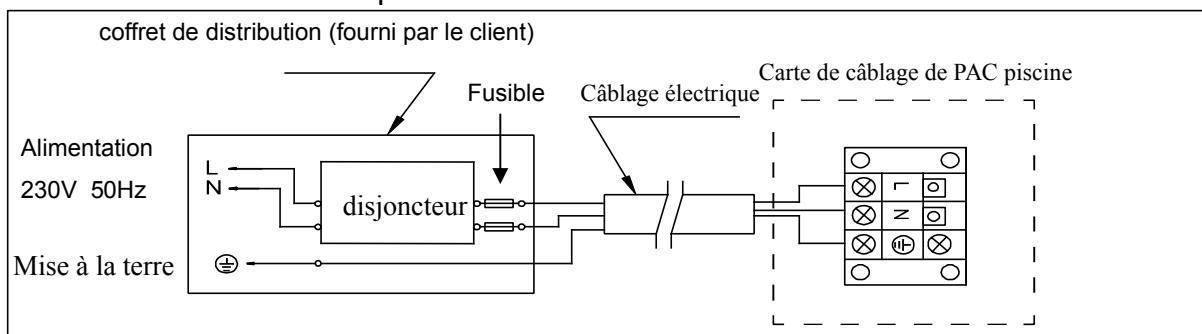 coffret de distribution (fourni par le client)
Carte de câblage de PAC piscine
Fusible
Câblage électrique
Alimentation
230V 50Hz
L
N
disjoncteur
Mise à la terre
L
N